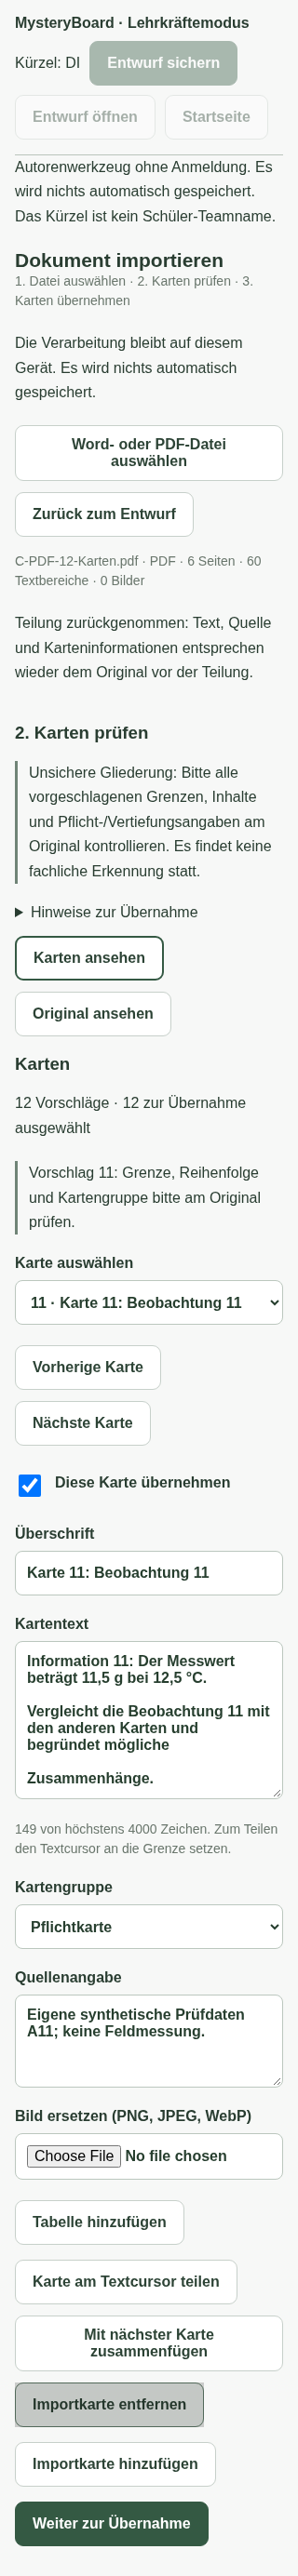 MysteryBoard · Lehrkräftemodus
Kürzel: DI
Entwurf sichern
Entwurf öffnen
Startseite
Autorenwerkzeug ohne Anmeldung. Es
wird nichts automatisch gespeichert.
Das Kürzel ist kein Schüler-Teamname.
Dokument importieren
1. Datei auswählen · 2. Karten prüfen · 3.
Karten übernehmen
Die Verarbeitung bleibt auf diesem
Gerät. Es wird nichts automatisch
gespeichert.
Word- oder PDF-Datei
auswählen
Zurück zum Entwurf
C-PDF-12-Karten.pdf · PDF · 6 Seiten · 60
Textbereiche · 0 Bilder
Teilung zurückgenommen: Text, Quelle
und Karteninformationen entsprechen
wieder dem Original vor der Teilung.
2. Karten prüfen
Unsichere Gliederung: Bitte alle
vorgeschlagenen Grenzen, Inhalte
und Pflicht-/Vertiefungsangaben am
Original kontrollieren. Es findet keine
fachliche Erkennung statt.
Hinweise zur Übernahme
Karten ansehen
Original ansehen
Karten
12 Vorschläge · 12 zur Übernahme
ausgewählt
Vorschlag 11: Grenze, Reihenfolge
und Kartengruppe bitte am Original
prüfen.
Karte auswählen
11 · Karte 11: Beobachtung 11
Vorherige Karte
Nächste Karte
Diese Karte übernehmen
Überschrift
Karte 11: Beobachtung 11
Kartentext
Information 11: Der Messwert
beträgt 11,5 g bei 12,5 °C.
Vergleicht die Beobachtung 11 mit
den anderen Karten und
begründet mögliche
Zusammenhänge.
149 von höchstens 4000 Zeichen. Zum Teilen
den Textcursor an die Grenze setzen.
Kartengruppe
Pflichtkarte
Quellenangabe
Eigene synthetische Prüfdaten
A11; keine Feldmessung.
Bild ersetzen (PNG, JPEG, WebP)
Choose File No file chosen
Tabelle hinzufügen
Karte am Textcursor teilen
Mit nächster Karte
zusammenfügen
Importkarte entfernen
Importkarte hinzufügen
Weiter zur Übernahme